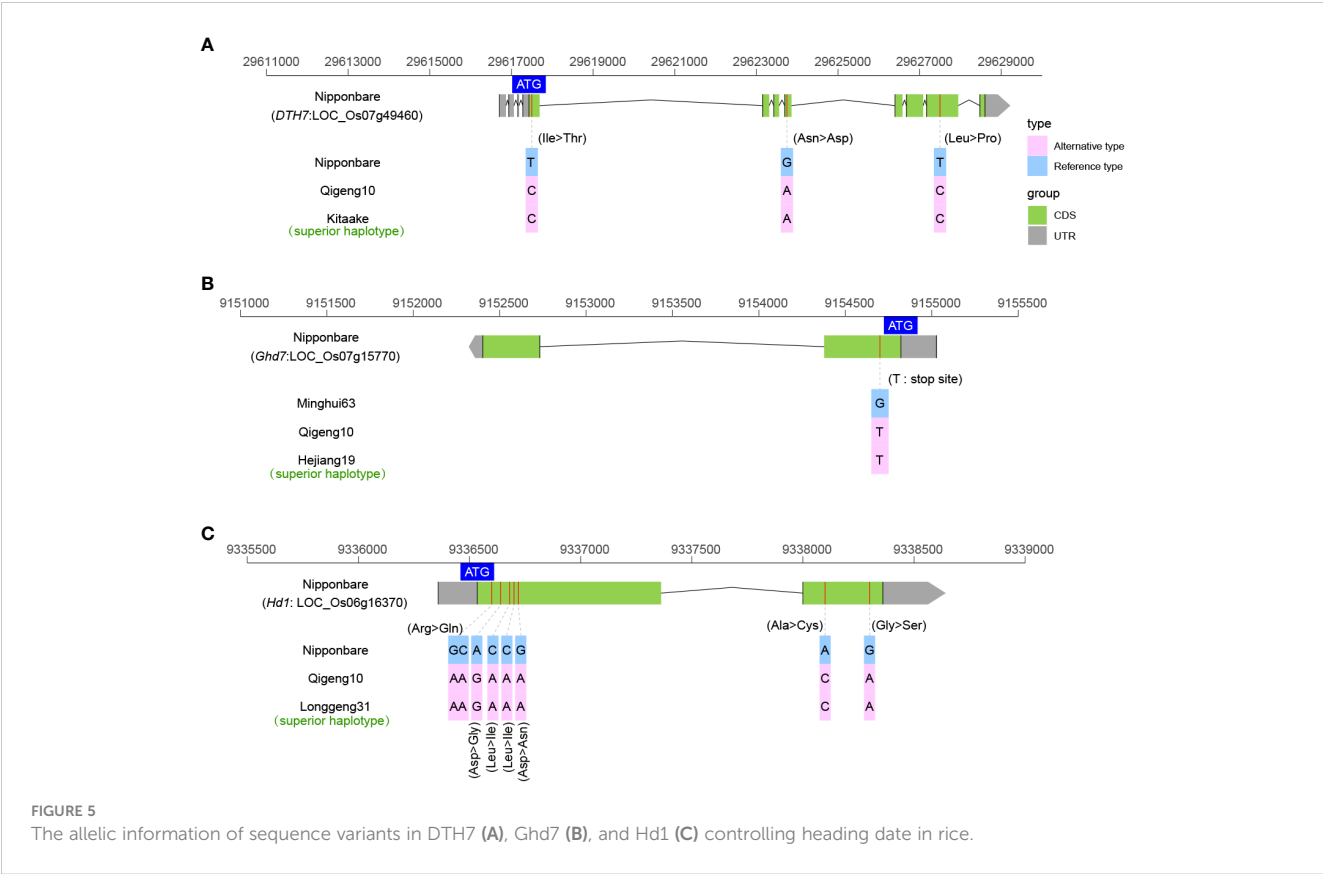 A
29611000 29613000 29615000 29617000 29619000 29621000 29623000 29625000 29627000 29629000
ATG
Nipponbare
(DTH7:LOC_Os07g49460)
(Ile>Thr) (Asn>Asp) (Leu>Pro)
Nipponbare T G T
Qigeng10 C A C
Kitaake C A C
(superior haplotype)
type
Alternative type
Reference type
group
CDS
UTR
B
9151000 9151500 9152000 9152500 9153000 9153500 9154000 9154500 9155000 9155500
ATG
Nipponbare
(Ghd7:LOC_Os07g15770)
(T : stop site)
Minghui63 G
Qigeng10 T
Hejiang19 T
(superior haplotype)
C
9335500 9336000 9336500 9337000 9337500 9338000 9338500 9339000
ATG
Nipponbare
(Hd1: LOC_Os06g16370)
(Arg>Gln) (Ala>Cys) (Gly>Ser)
Nipponbare GC A C C G A G
Qigeng10 AA G A A A C A
Longgeng31 AA G A A A C A
(superior haplotype)
(Asp>Gly)
(Leu>Ile)
(Leu>Ile)
(Asp>Asn)
FIGURE 5
The allelic information of sequence variants in DTH7 (A), Ghd7 (B), and Hd1 (C) controlling heading date in rice.